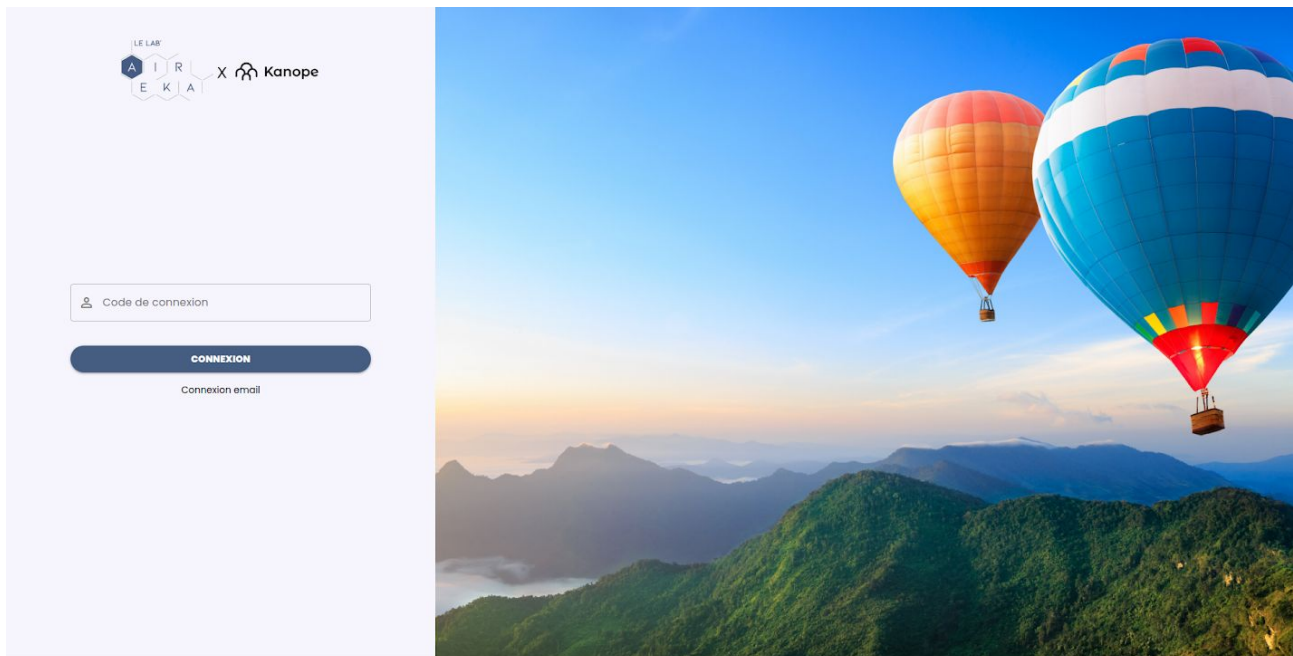 LE LAB'
A I R
E K A
X Kanope
Code de connexion
CONNEXION
Connexion email